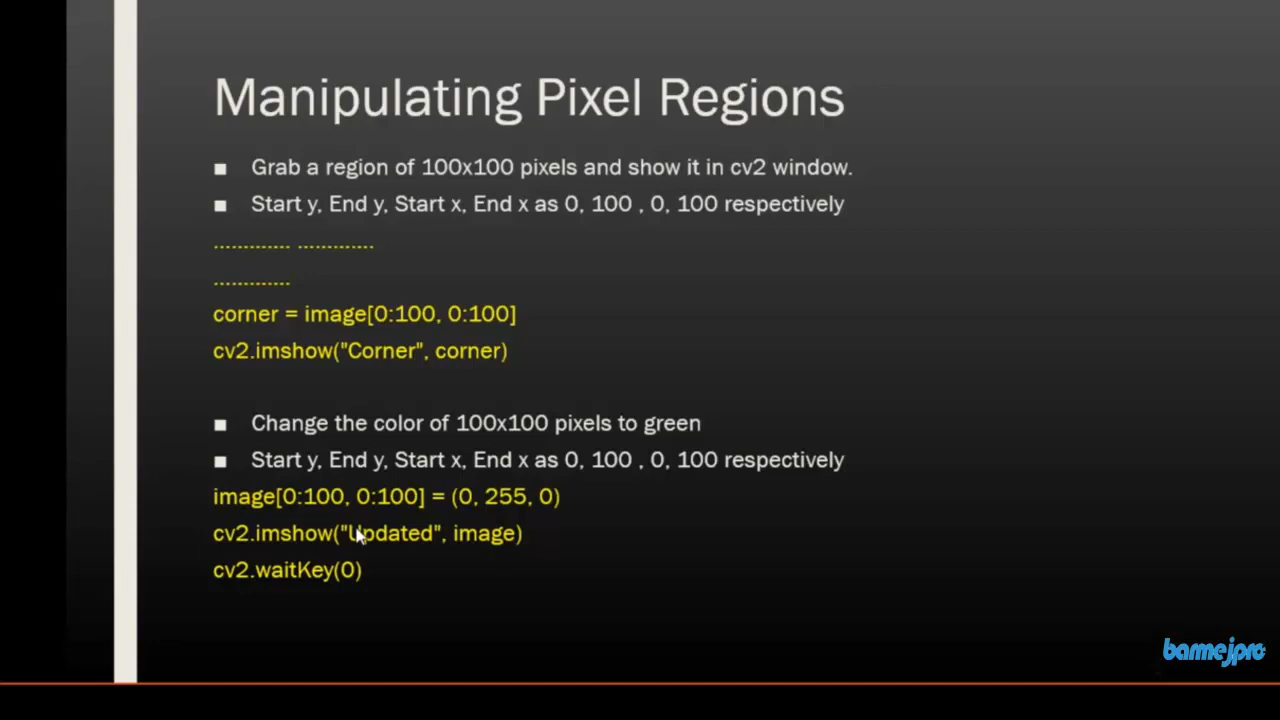 Manipulating Pixel Regions
■ Grab a region of 100x100 pixels and show it in cv2 window.
■ Start y, End y, Start x, End x as 0, 100 , 0, 100 respectively
............. .............
.............
corner = image[0:100, 0:100]
cv2.imshow("Corner", corner)
■ Change the color of 100x100 pixels to green
■ Start y, End y, Start x, End x as 0, 100 , 0, 100 respectively
image[0:100, 0:100] = (0, 255, 0)
cv2.imshow("Updated", image)
cv2.waitKey(0)
barmejpro